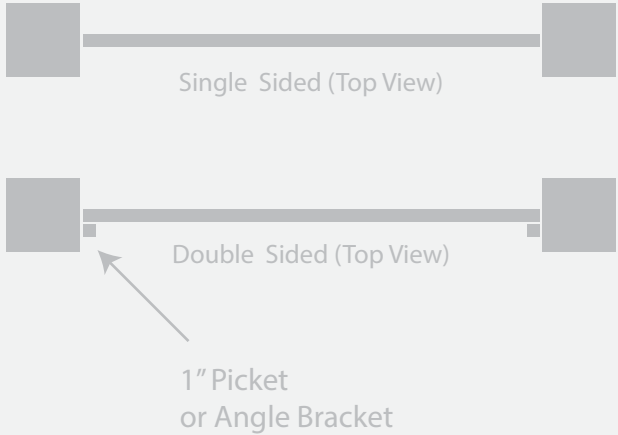 Single Sided (Top View)
Double Sided (Top View)
1” Picket
or Angle Bracket